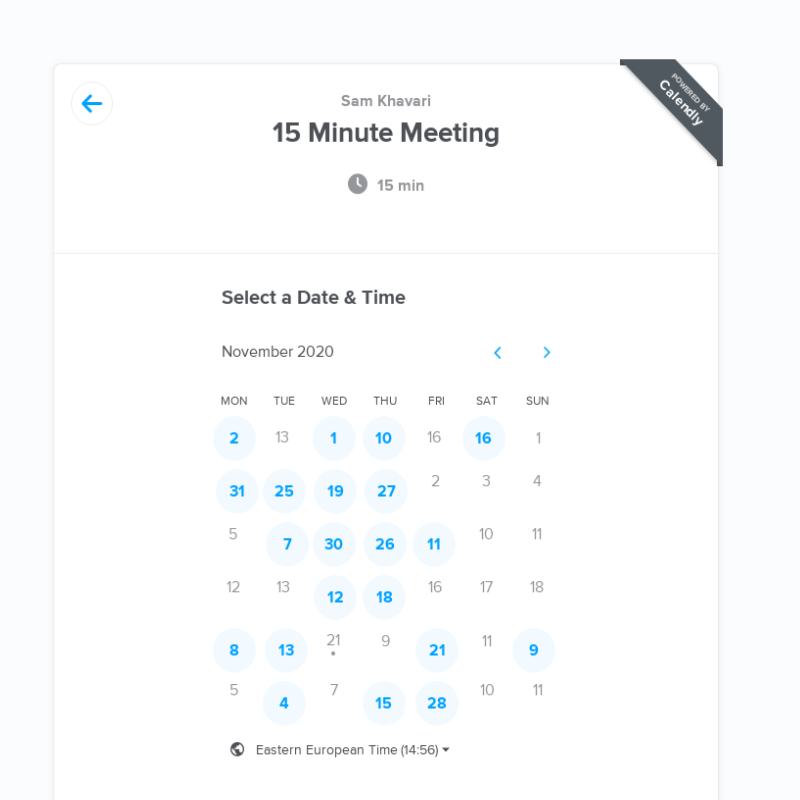 POWERED BY
Calendly
Sam Khavari
15 Minute Meeting
15 min
Select a Date & Time
November 2020
MON TUE WED THU FRI SAT SUN
2 13 1 10 16 16 1
31 25 19 27 2 3 4
5 7 30 26 11 10 11
12 13 12 18 16 17 18
8 13 21 9 21 11 9
5 4 7 15 28 10 11
Eastern European Time (14:56)